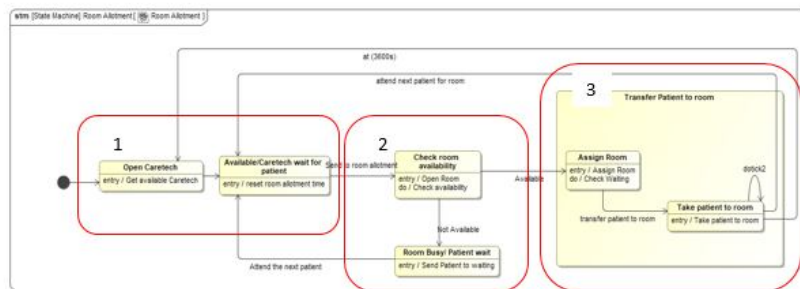 stm [State Machine] Room Allotment [ Room Allotment ]
at (3600s)
attend next patient for room
1
2
3
Transfer Patient to room
Open Caretech
entry / Get available Caretech
Available/Caretech wait for
patient
entry / reset room allotment time
Send to room allotment
Check room
availability
entry / Open Room
do / Check availability
Available
Assign Room
entry / Assign Room
do / Check Waiting
dotick2
transfer patient to room
Take patient to room
entry / Take patient to room
Not Available
Room Busy/ Patient wait
entry / Send Patient to waiting
Attend the next patient